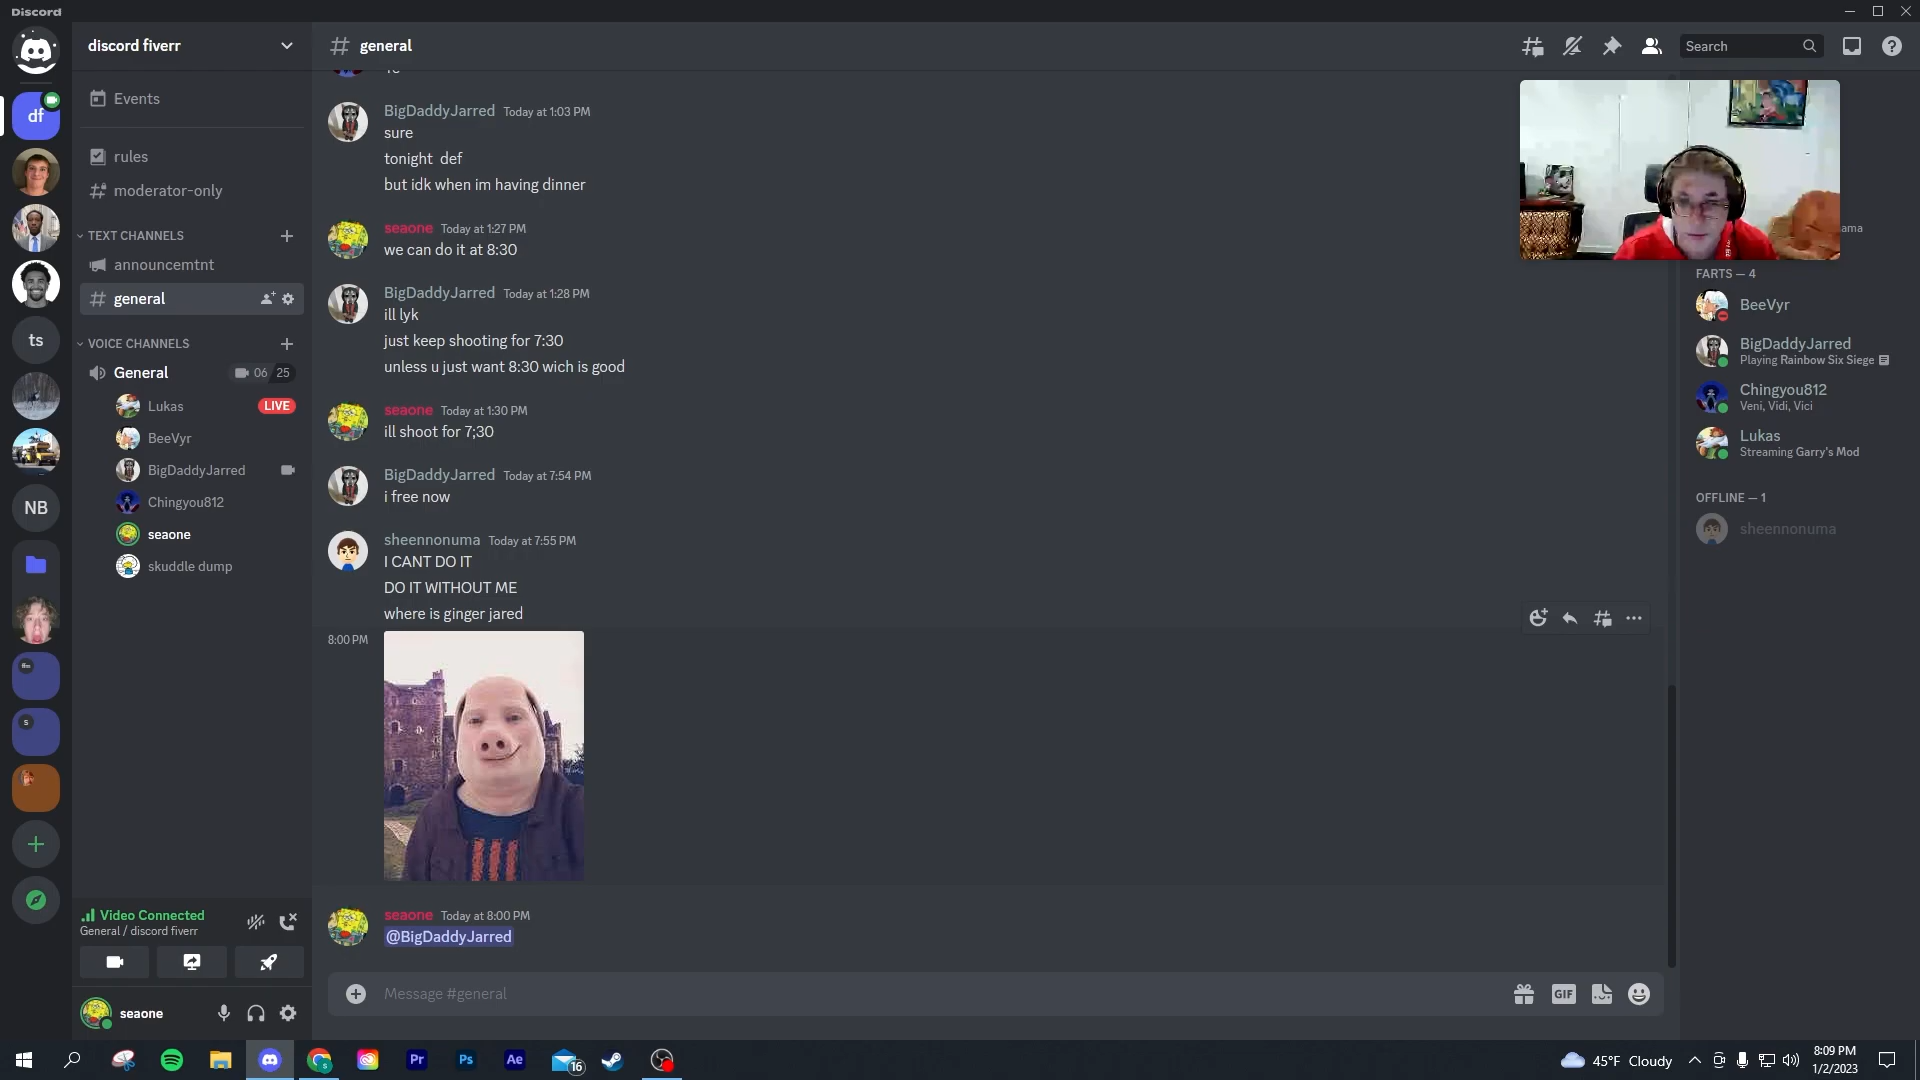 Discord
discord fiverr
general
Search
Events
rules
moderator-only
TEXT CHANNELS
announcemtnt
general
VOICE CHANNELS
General
06 25
Lukas
LIVE
BeeVyr
BigDaddyJarred
Chingyou812
seaone
skuddle dump
df
ts
NB
s
Video Connected
General / discord fiverr
seaone
BigDaddyJarred Today at 1:03 PM
sure
tonight def
but idk when im having dinner
seaone Today at 1:27 PM
we can do it at 8:30
BigDaddyJarred Today at 1:28 PM
ill lyk
just keep shooting for 7:30
unless u just want 8:30 wich is good
seaone Today at 1:30 PM
ill shoot for 7;30
BigDaddyJarred Today at 7:54 PM
i free now
sheennonuma Today at 7:55 PM
I CANT DO IT
DO IT WITHOUT ME
where is ginger jared
8:00 PM
seaone Today at 8:00 PM
@BigDaddyJarred
Message #general
GIF
ama
FARTS — 4
BeeVyr
BigDaddyJarred
Playing Rainbow Six Siege
Chingyou812
Veni, Vidi, Vici
Lukas
Streaming Garry's Mod
OFFLINE — 1
sheennonuma
Pr
Ps
Ae
16
45°F Cloudy
8:09 PM
1/2/2023